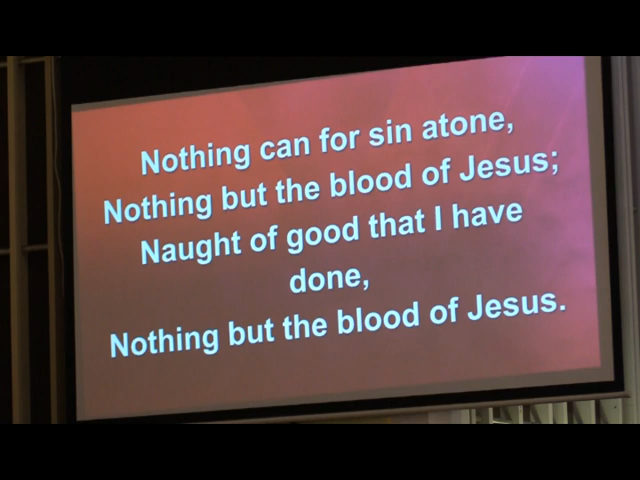 Nothing can for sin atone,
Nothing but the blood of Jesus;
Naught of good that I have
done,
Nothing but the blood of Jesus.